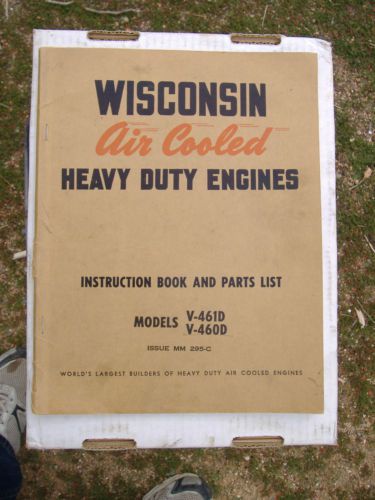 WISCONSIN
Air Cooled
HEAVY DUTY ENGINES
INSTRUCTION BOOK AND PARTS LIST
MODELS V-461D
V-460D
ISSUE MM 295-C
WORLD'S LARGEST BUILDERS OF HEAVY DUTY AIR COOLED ENGINES